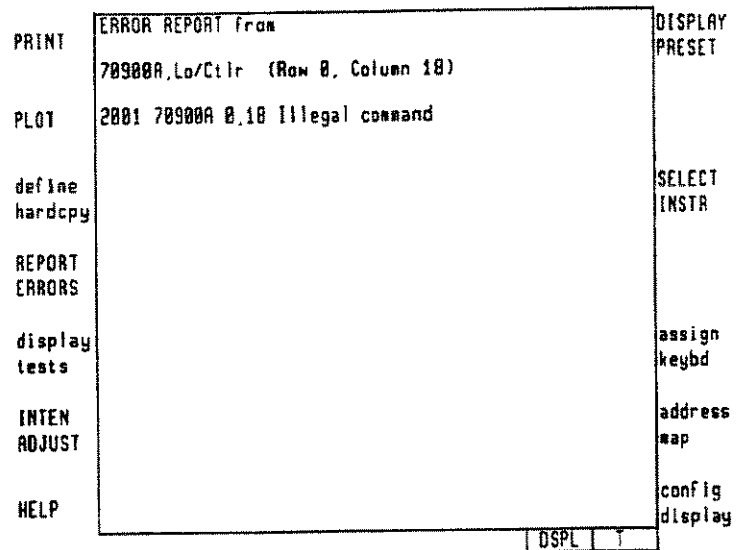 PRINT
PLOT
define
hardcpy
REPORT
ERRORS
display
tests
INTEN
ADJUST
HELP
ERROR REPORT from
70900A,Lo/Ctlr (Row 0, Column 18)
2001 70900A 0,18 Illegal command
DISPLAY
PRESET
SELECT
INSTR
assign
keybd
address
map
config
display
DSPL T